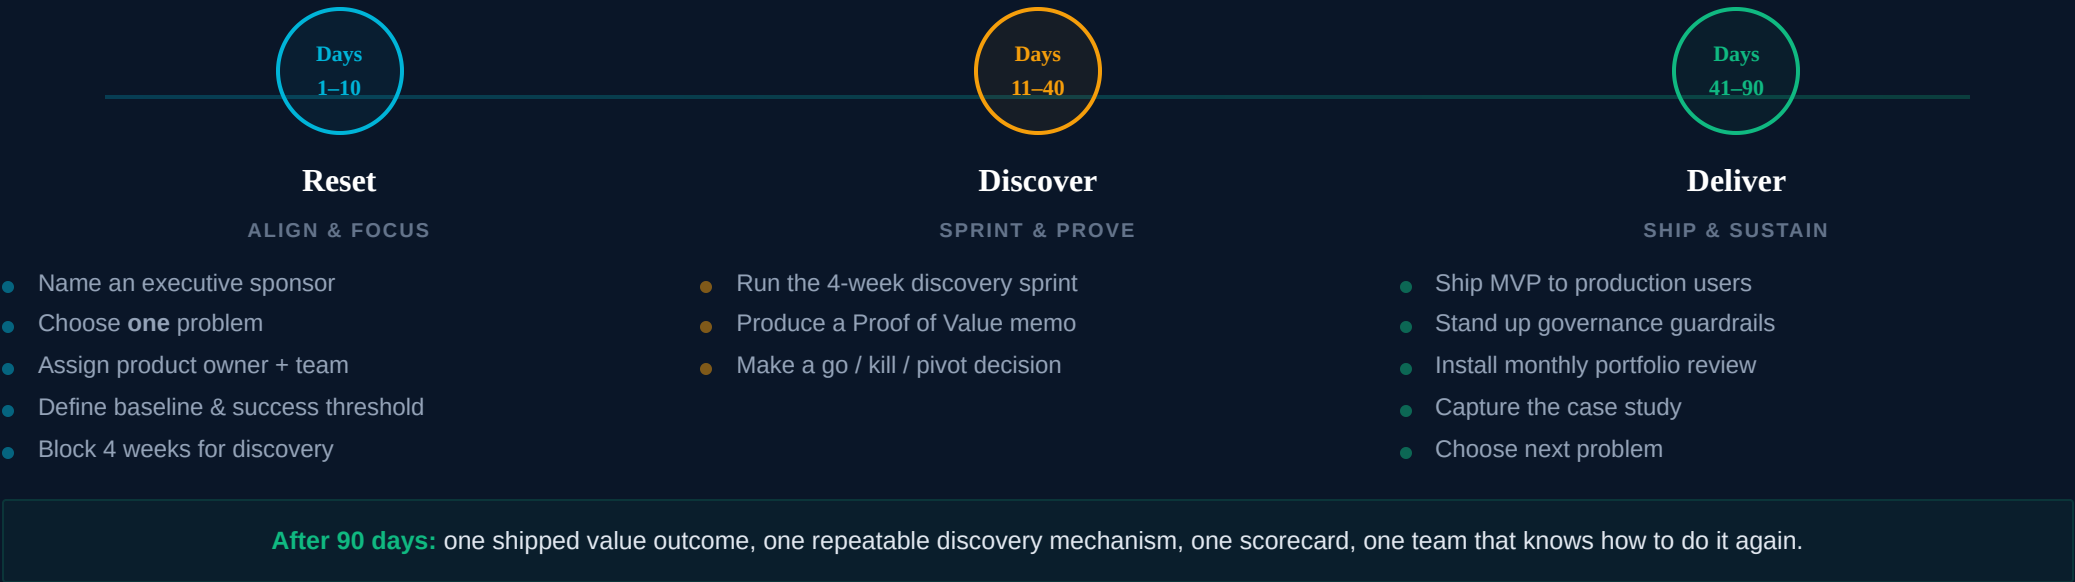 Days
1–10
Reset
ALIGN & FOCUS
Name an executive sponsor
Choose one problem
Assign product owner + team
Define baseline & success threshold
Block 4 weeks for discovery
Days
11–40
Discover
SPRINT & PROVE
Run the 4-week discovery sprint
Produce a Proof of Value memo
Make a go / kill / pivot decision
Days
41–90
Deliver
SHIP & SUSTAIN
Ship MVP to production users
Stand up governance guardrails
Install monthly portfolio review
Capture the case study
Choose next problem
After 90 days: one shipped value outcome, one repeatable discovery mechanism, one scorecard, one team that knows how to do it again.